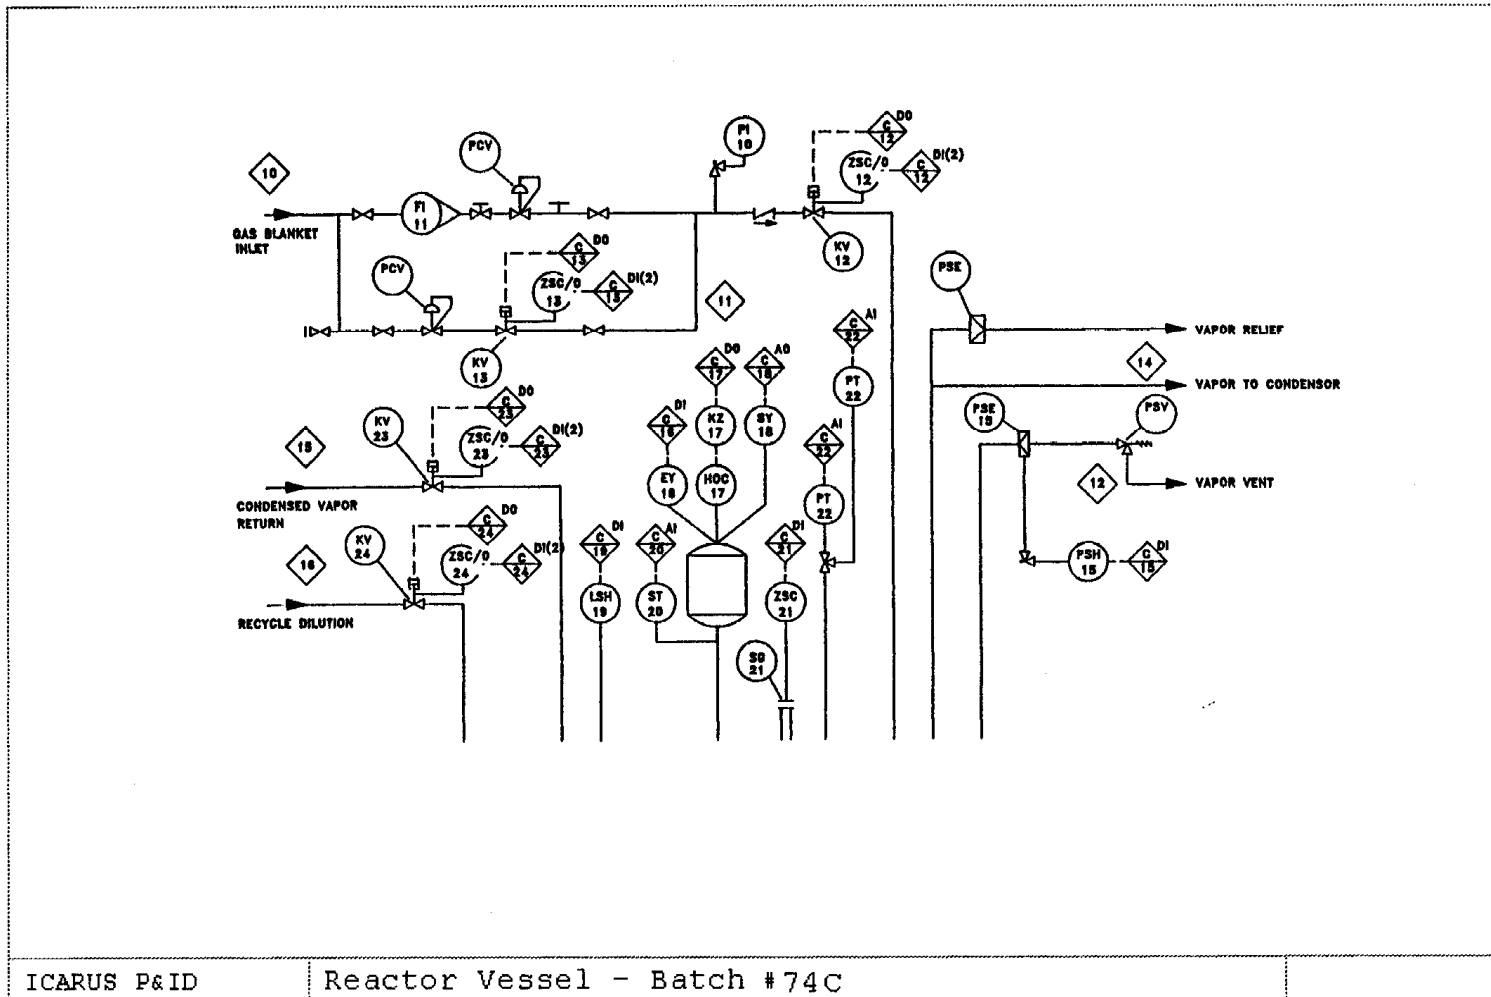 PI
10
C
12
DO
PCV
ZSC/O
12
C
12
DI(2)
10
FI
11
GAS BLANKET
INLET
KV
12
C
13
DO
PCV
ZSC/O
13
C
13
DI(2)
11
PSE
C
22
AI
VAPOR RELIEF
KV
13
C
17
DO
C
18
AO
PT
22
14
VAPOR TO CONDENSOR
C
23
DO
KV
23
PSE
15
PSV
C
16
DI
KZ
17
SY
18
ZSC/O
23
C
23
DI(2)
15
C
22
AI
EY
16
HOC
17
12
VAPOR VENT
CONDENSED VAPOR
RETURN
PT
22
C
24
DO
KV
24
C
19
DI
C
20
AI
C
21
DI
ZSC/O
24
C
24
DI(2)
16
PSH
15
C
15
DI
LSH
19
ST
20
ZSC
21
RECYCLE DILUTION
SG
21
ICARUS P&ID
Reactor Vessel - Batch #74C